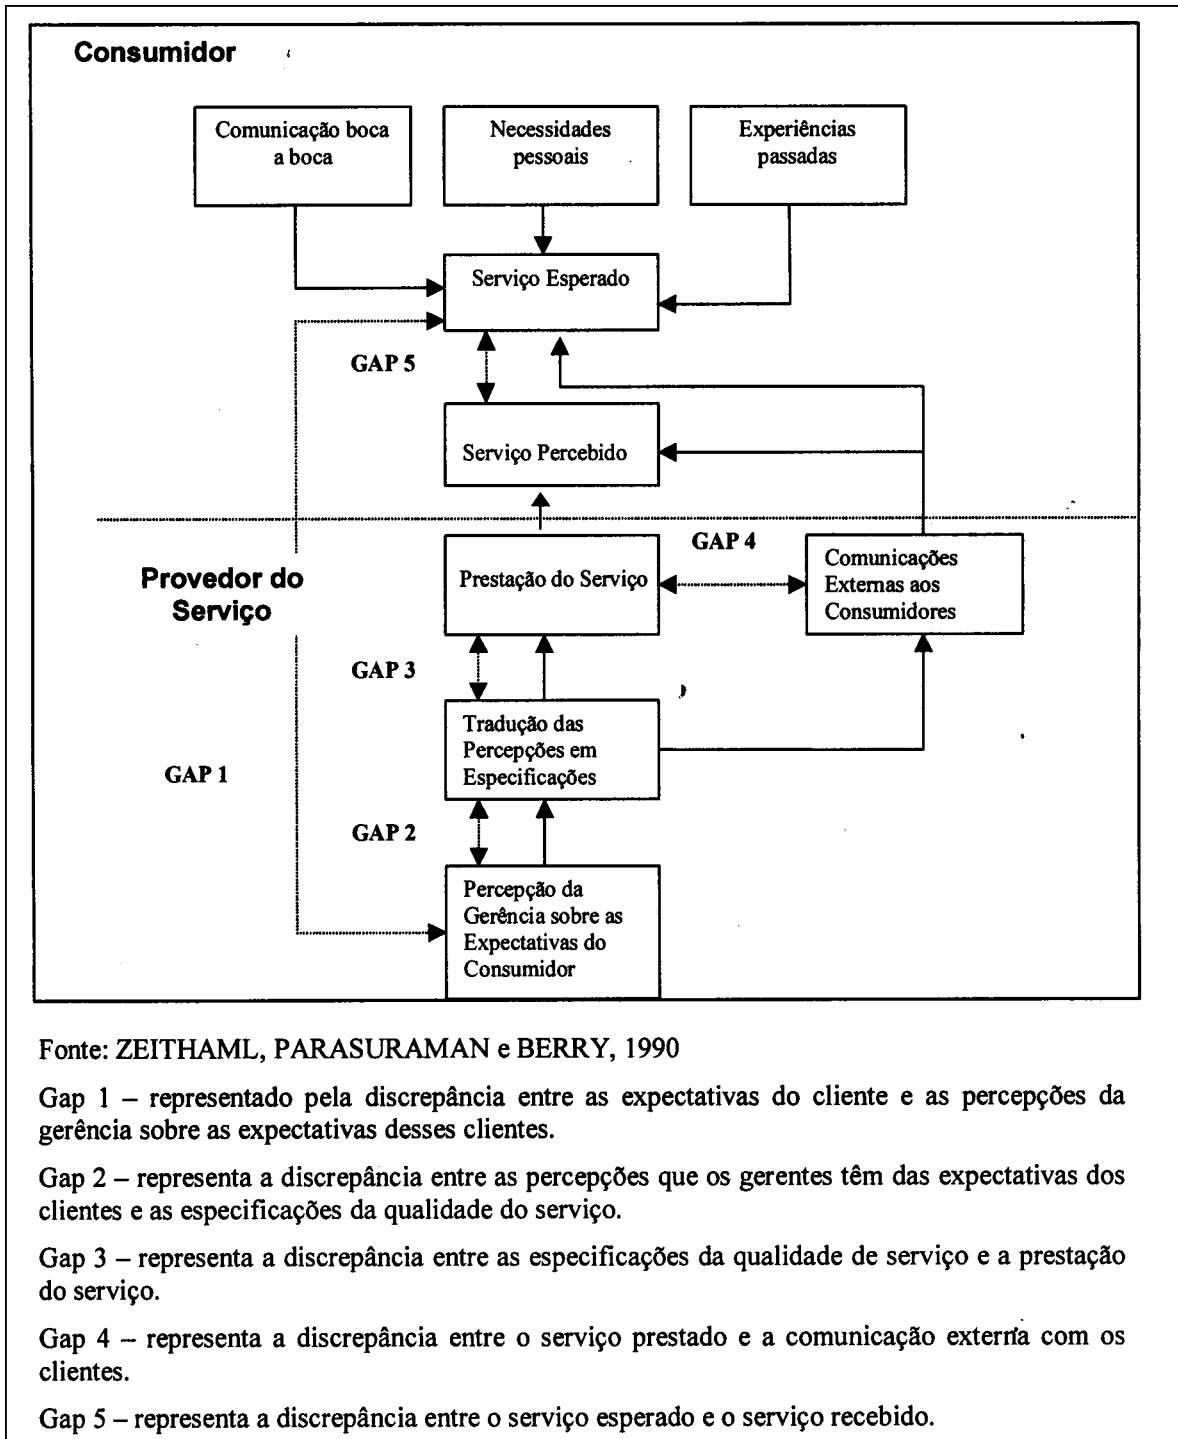 Consumidor
Comunicação boca
a boca
Necessidades
pessoais
Experiências
passadas
Serviço Esperado
GAP 5
Serviço Percebido
GAP 4
Provedor do
Serviço
Prestação do Serviço
Comunicações
Externas aos
Consumidores
GAP 3
Tradução das
Percepções em
Especificações
GAP 1
GAP 2
Percepção da
Gerência sobre as
Expectativas do
Consumidor
Fonte: ZEITHAML, PARASURAMAN e BERRY, 1990
Gap 1 – representado pela discrepância entre as expectativas do cliente e as percepções da
gerência sobre as expectativas desses clientes.
Gap 2 – representa a discrepância entre as percepções que os gerentes têm das expectativas dos
clientes e as especificações da qualidade do serviço.
Gap 3 – representa a discrepância entre as especificações da qualidade de serviço e a prestação
do serviço.
Gap 4 – representa a discrepância entre o serviço prestado e a comunicação externa com os
clientes.
Gap 5 – representa a discrepância entre o serviço esperado e o serviço recebido.